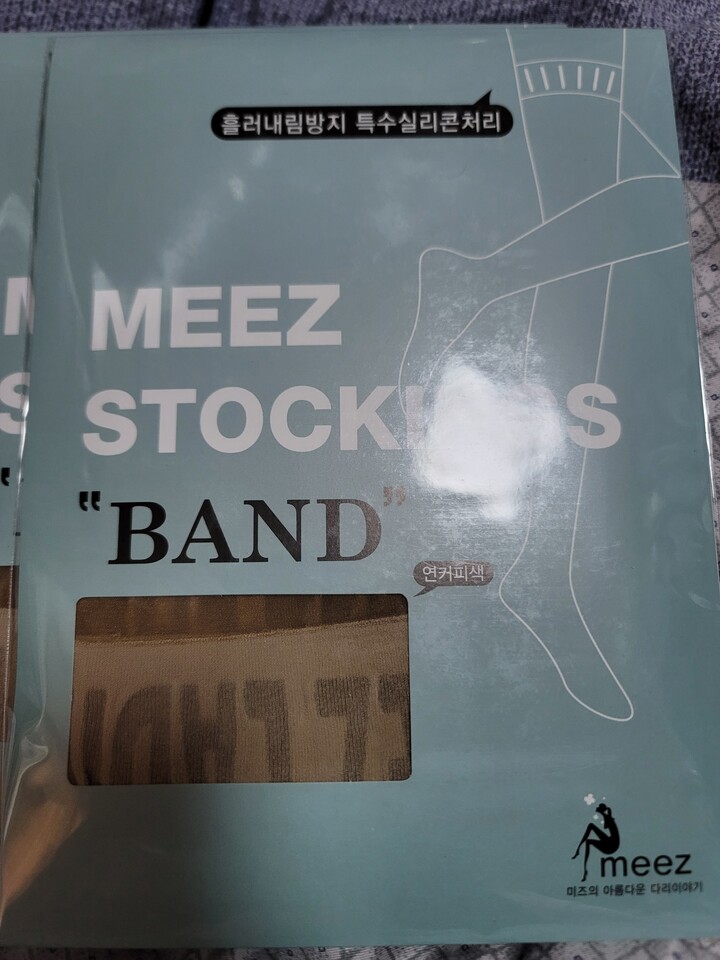 흘러내림방지 특수실리콘처리
MEEZ
"BAND"
연커피색
meez
미즈의 아름다운 다리이야기